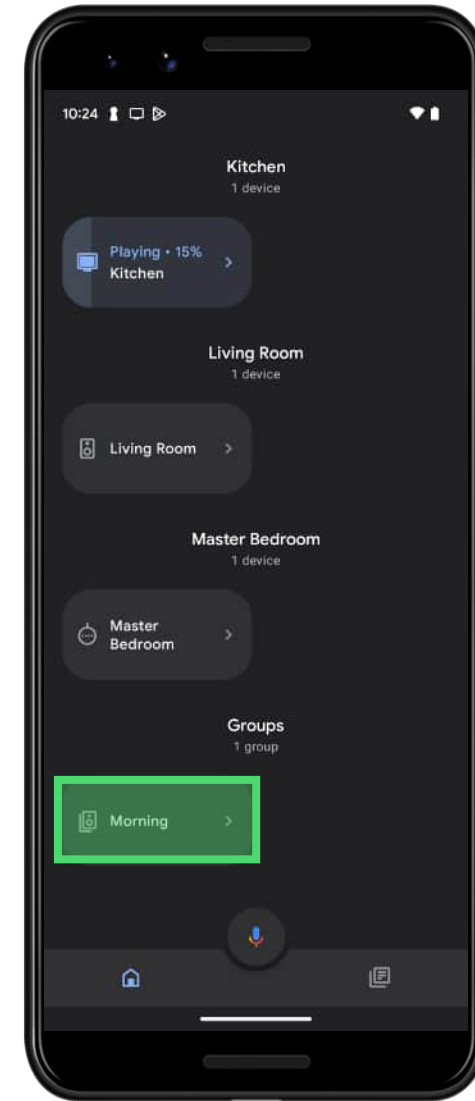 10:24
Kitchen
1 device
Playing • 15%
Kitchen
Living Room
1 device
Living Room
Master Bedroom
1 device
Master
Bedroom
Groups
1 group
Morning